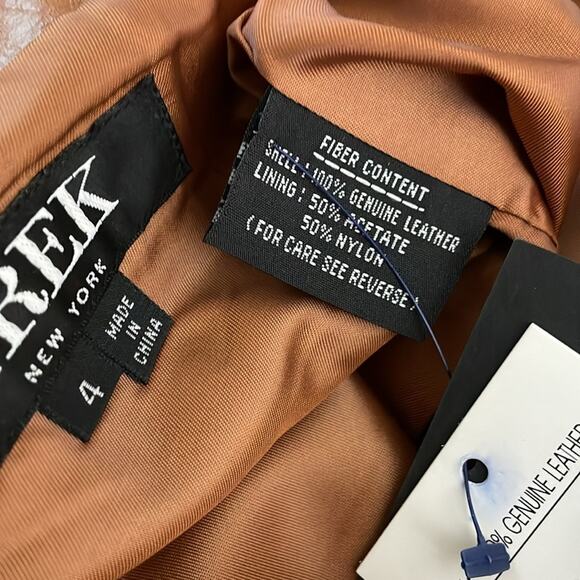 REK
NEW YORK
4
MADE
IN
CHINA
FIBER CONTENT
SHELL : 100% GENUINE LEATHER
LINING : 50% ACETATE
50% NYLON
(FOR CARE SEE REVERSE)
% GENUINE LEATHER